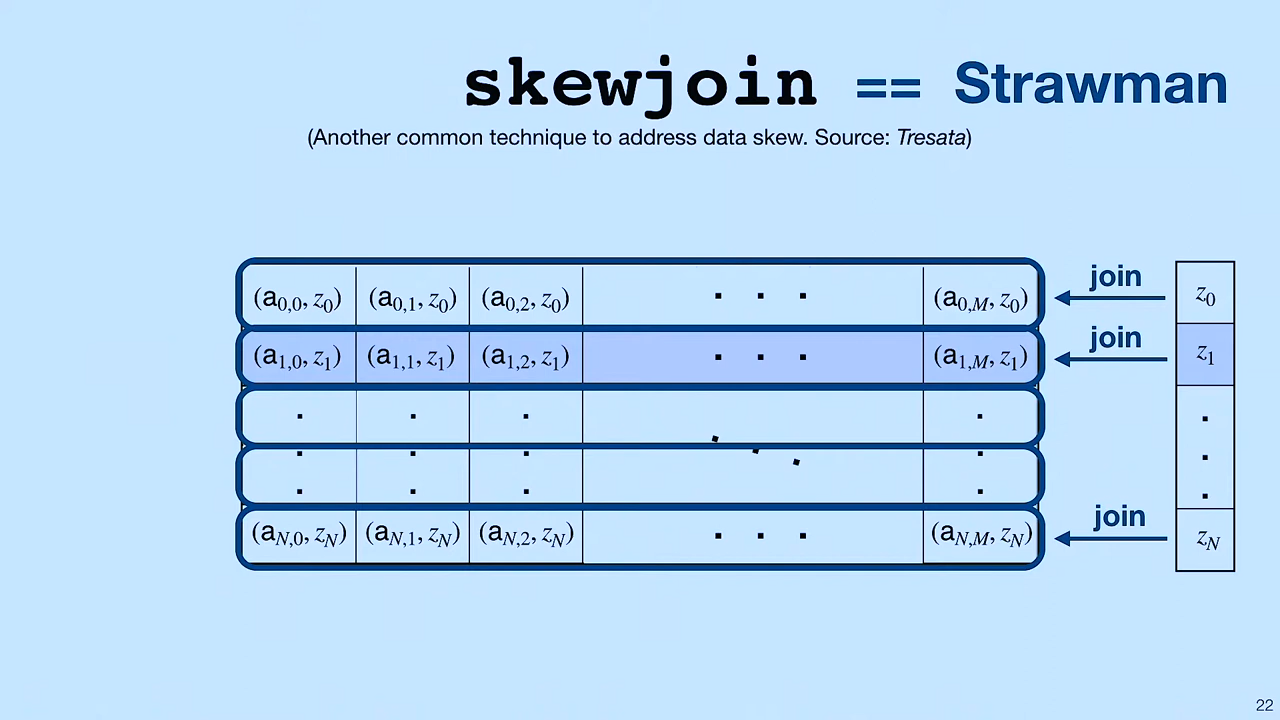 skewjoin == Strawman
(Another common technique to address data skew. Source: Tresata)
(a0,0, z0) (a0,1, z0) (a0,2, z0) . . . (a0,M, z0) join z0
(a1,0, z1) (a1,1, z1) (a1,2, z1) . . . (a1,M, z1) join z1
(aN,0, zN) (aN,1, zN) (aN,2, zN) . . . (aN,M, zN) join zN
22